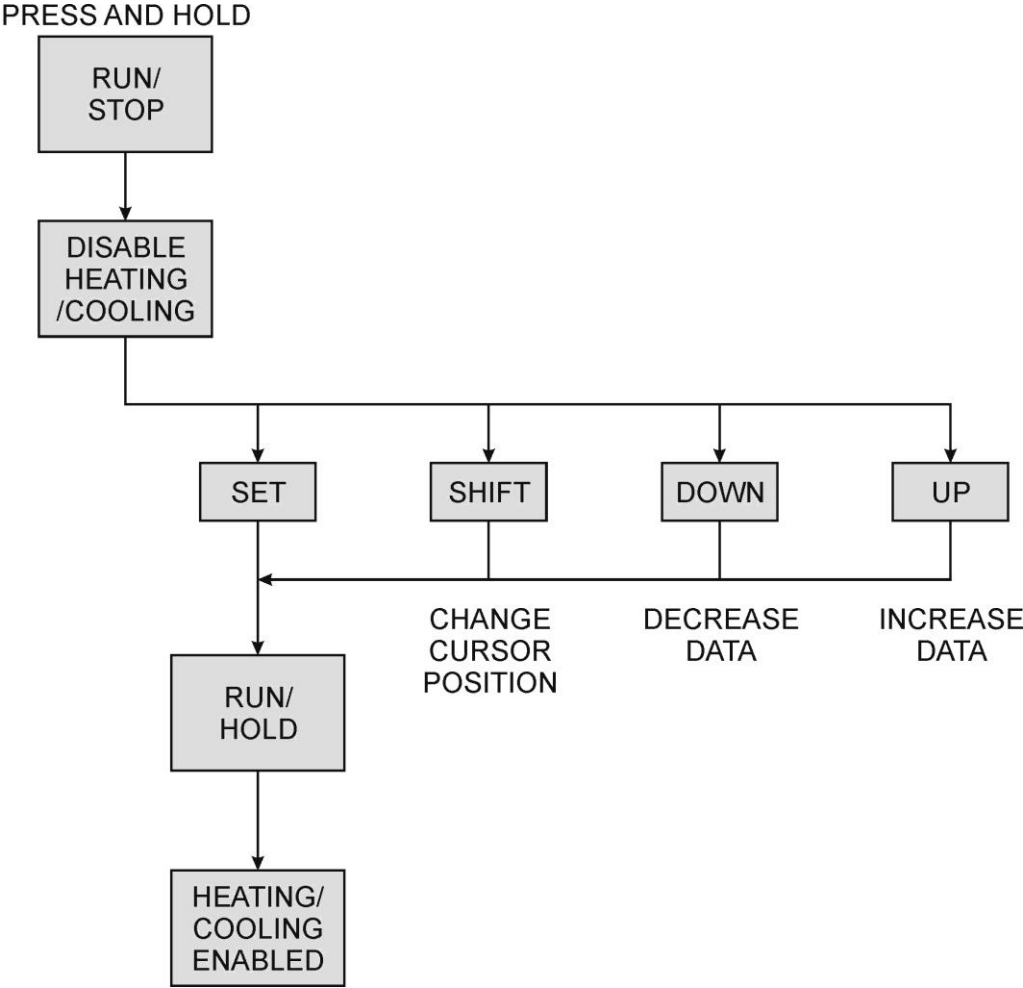 PRESS AND HOLD
RUN/
STOP
DISABLE
HEATING
/COOLING
SET
SHIFT
DOWN
UP
CHANGE
CURSOR
POSITION
DECREASE
DATA
INCREASE
DATA
RUN/
HOLD
HEATING/
COOLING
ENABLED